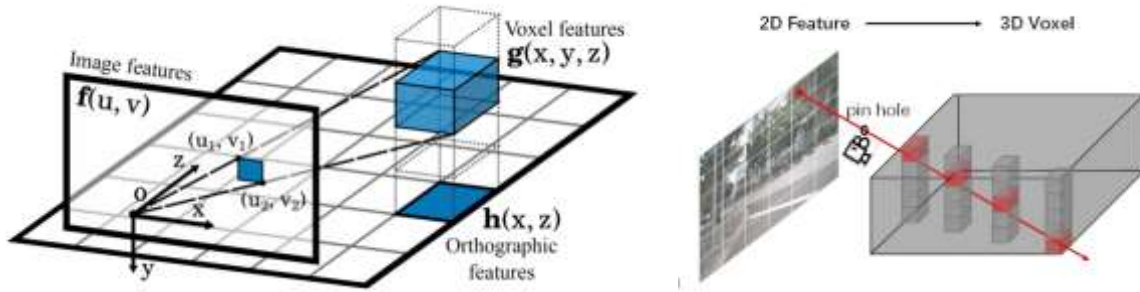 Image features
f(u, v)
(u₁, v₁)
(u₂, v₂)
z
o
x
y
Voxel features
g(x, y, z)
h(x, z)
Orthographic
features
2D Feature
3D Voxel
pin hole